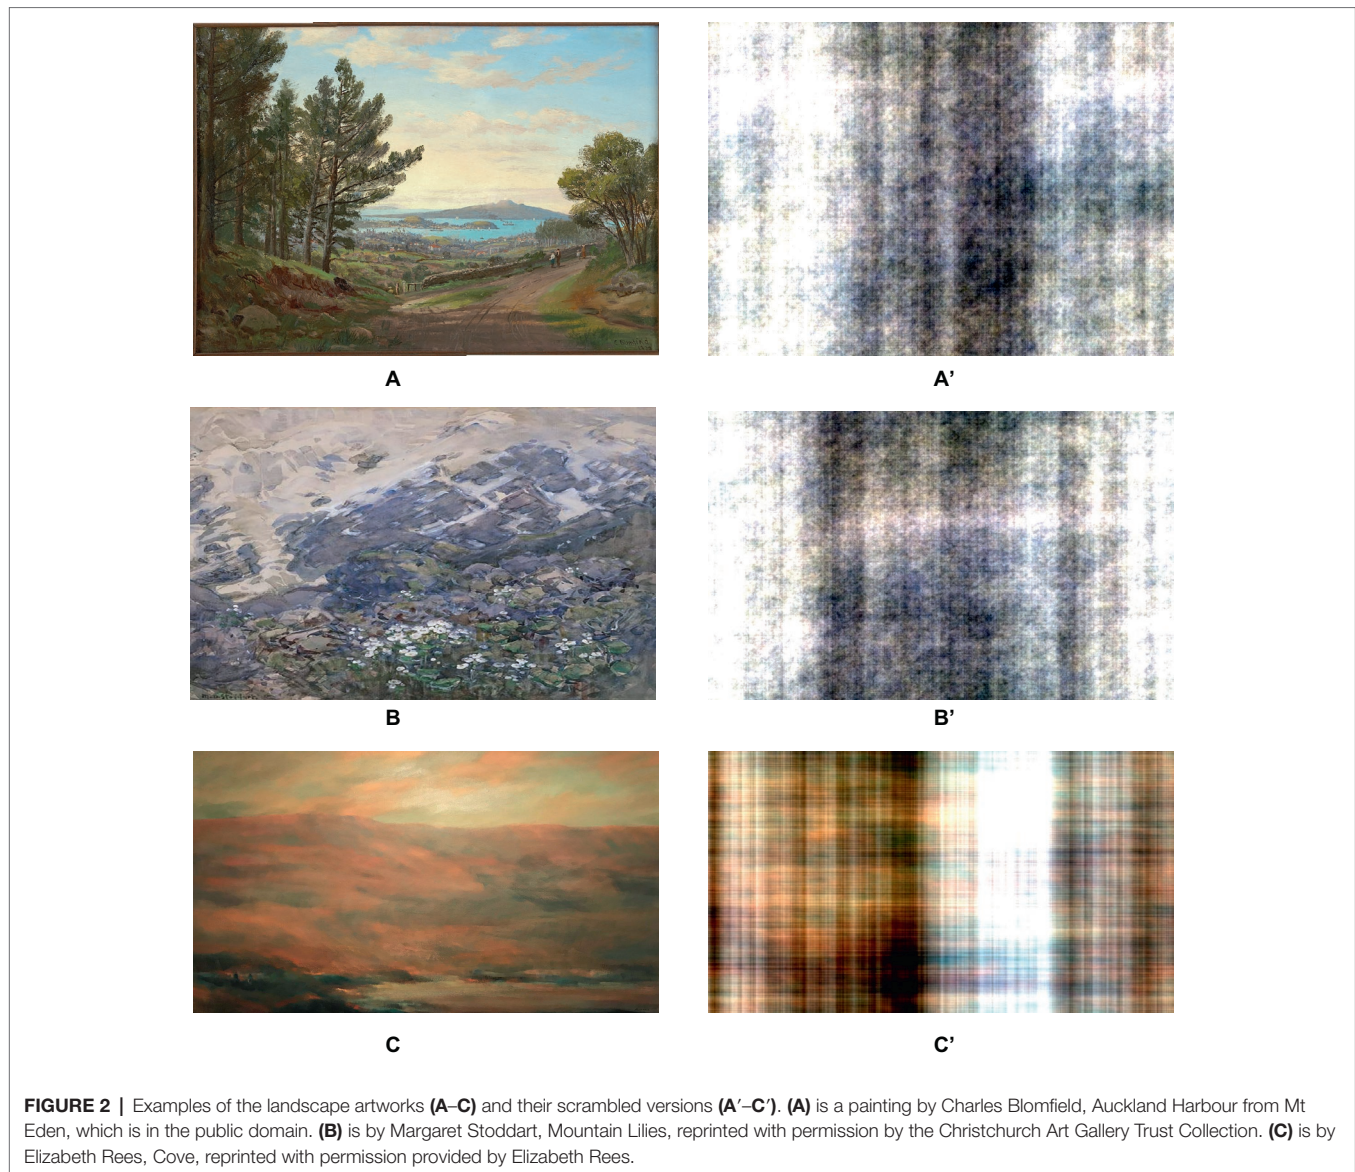 A
A’
B
B’
C
C’
FIGURE 2 | Examples of the landscape artworks (A–C) and their scrambled versions (A′–C′). (A) is a painting by Charles Blomfield, Auckland Harbour from Mt
Eden, which is in the public domain. (B) is by Margaret Stoddart, Mountain Lilies, reprinted with permission by the Christchurch Art Gallery Trust Collection. (C) is by
Elizabeth Rees, Cove, reprinted with permission provided by Elizabeth Rees.